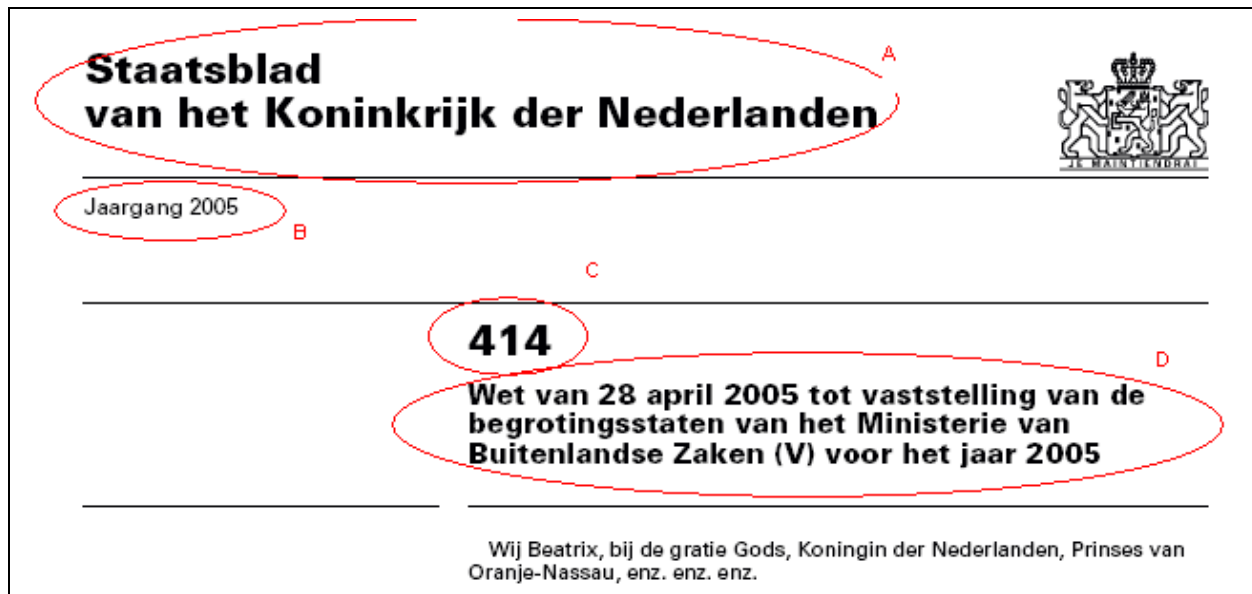 Staatsblad
van het Koninkrijk der Nederlanden
A
JE MAINTIENDRAI
Jaargang 2005
B
C
414
D
Wet van 28 april 2005 tot vaststelling van de
begrotingsstaten van het Ministerie van
Buitenlandse Zaken (V) voor het jaar 2005
Wij Beatrix, bij de gratie Gods, Koningin der Nederlanden, Prinses van
Oranje-Nassau, enz. enz. enz.